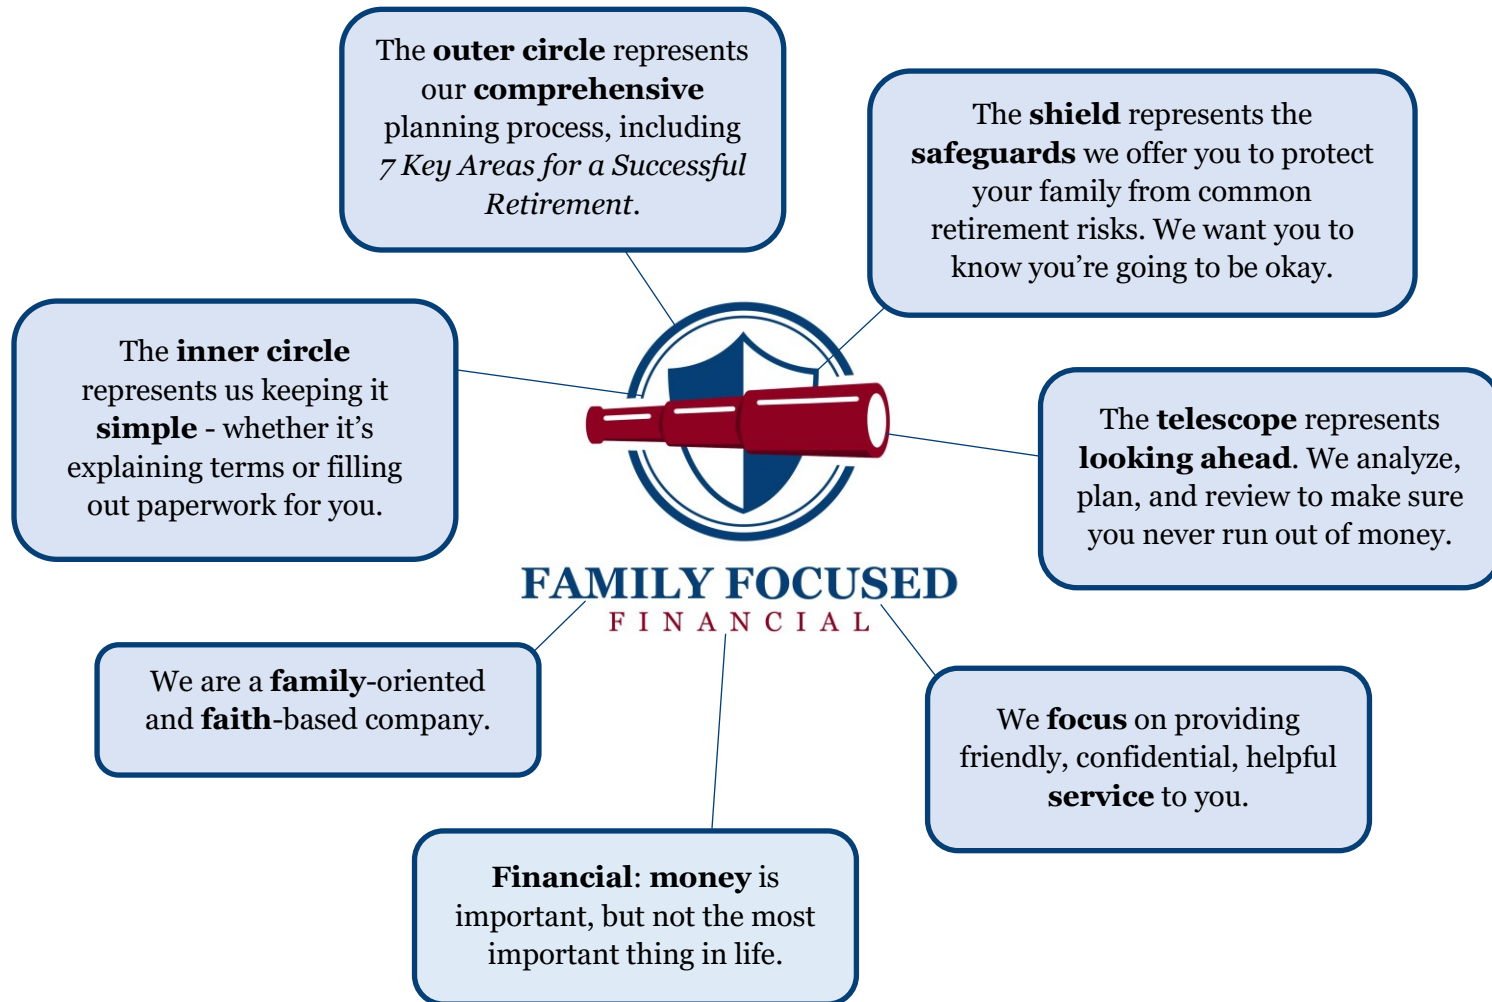 The outer circle represents
our comprehensive
planning process, including
7 Key Areas for a Successful
Retirement.
The shield represents the
safeguards we offer you to protect
your family from common
retirement risks. We want you to
know you’re going to be okay.
The inner circle
represents us keeping it
simple - whether it’s
explaining terms or filling
out paperwork for you.
The telescope represents
looking ahead. We analyze,
plan, and review to make sure
you never run out of money.
FAMILY FOCUSED
FINANCIAL
We are a family-oriented
and faith-based company.
We focus on providing
friendly, confidential, helpful
service to you.
Financial: money is
important, but not the most
important thing in life.